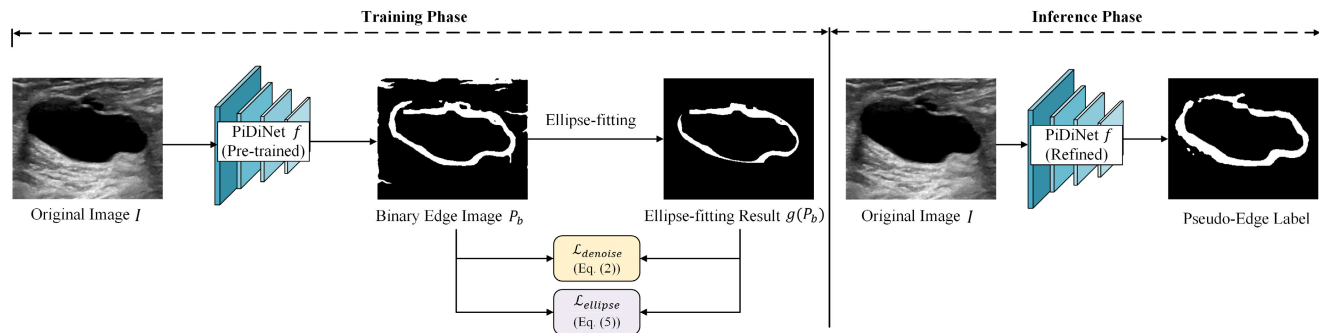 Training Phase
Inference Phase
PiDiNet f
(Pre-trained)
Ellipse-fitting
PiDiNet f
(Refined)
Original Image I
Binary Edge Image P_b
Ellipse-fitting Result g(P_b)
Original Image I
Pseudo-Edge Label
ℒ_denoise
(Eq. (2))
ℒ_ellipse
(Eq. (5))